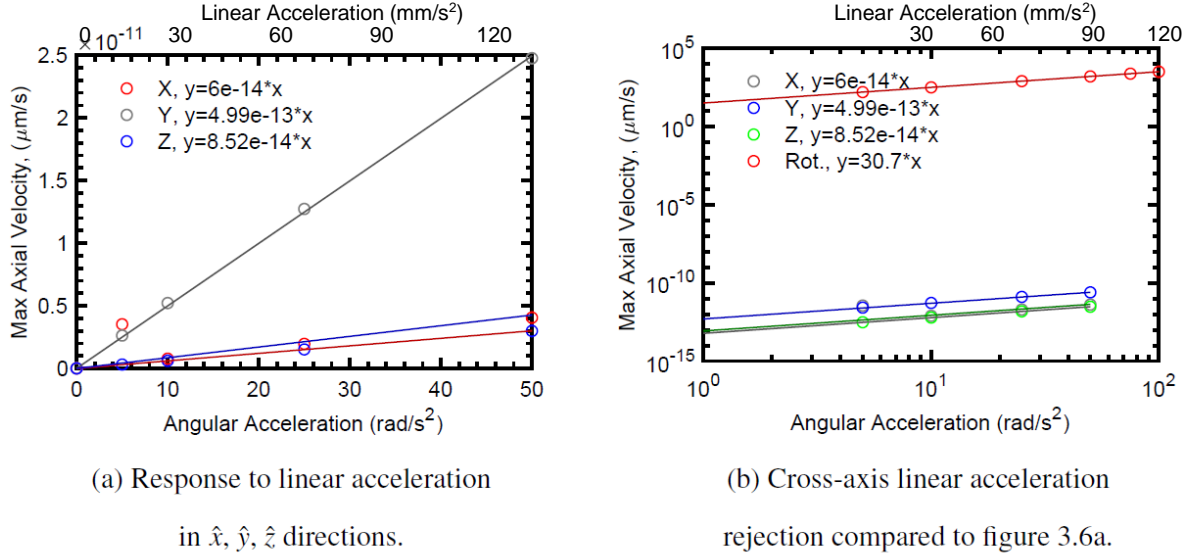 Linear Acceleration (mm/s²)
0 30 60 90 120
× 10⁻¹¹
2.5
2
1.5
1
0.5
0
Max Axial Velocity, (μm/s)
X, y=6e-14*x
Y, y=4.99e-13*x
Z, y=8.52e-14*x
0 10 20 30 40 50
Angular Acceleration (rad/s²)
(a) Response to linear acceleration
in x̂, ŷ, ẑ directions.
Linear Acceleration (mm/s²)
30 60 90 120
10⁵
10⁰
10⁻⁵
10⁻¹⁰
10⁻¹⁵
Max Axial Velocity, (μm/s)
X, y=6e-14*x
Y, y=4.99e-13*x
Z, y=8.52e-14*x
Rot., y=30.7*x
10⁰ 10¹ 10²
Angular Acceleration (rad/s²)
(b) Cross-axis linear acceleration
rejection compared to figure 3.6a.